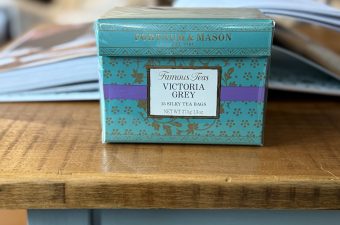 FORTNUM & MASON
Famous Teas
VICTORIA
GREY
15 SILKY TEA BAGS